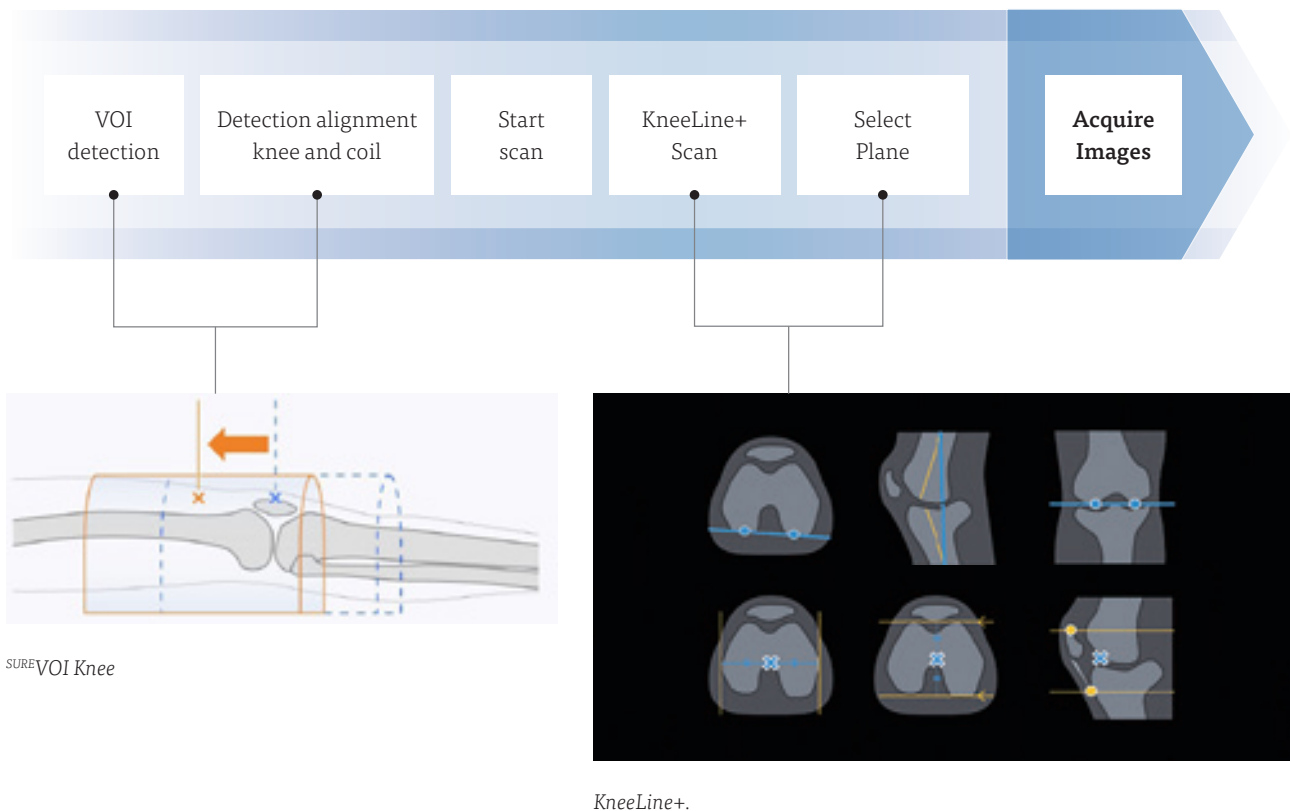 VOI
detection
Detection alignment
knee and coil
Start
scan
KneeLine+
Scan
Select
Plane
Acquire
Images
SUREVOI Knee
KneeLine+.